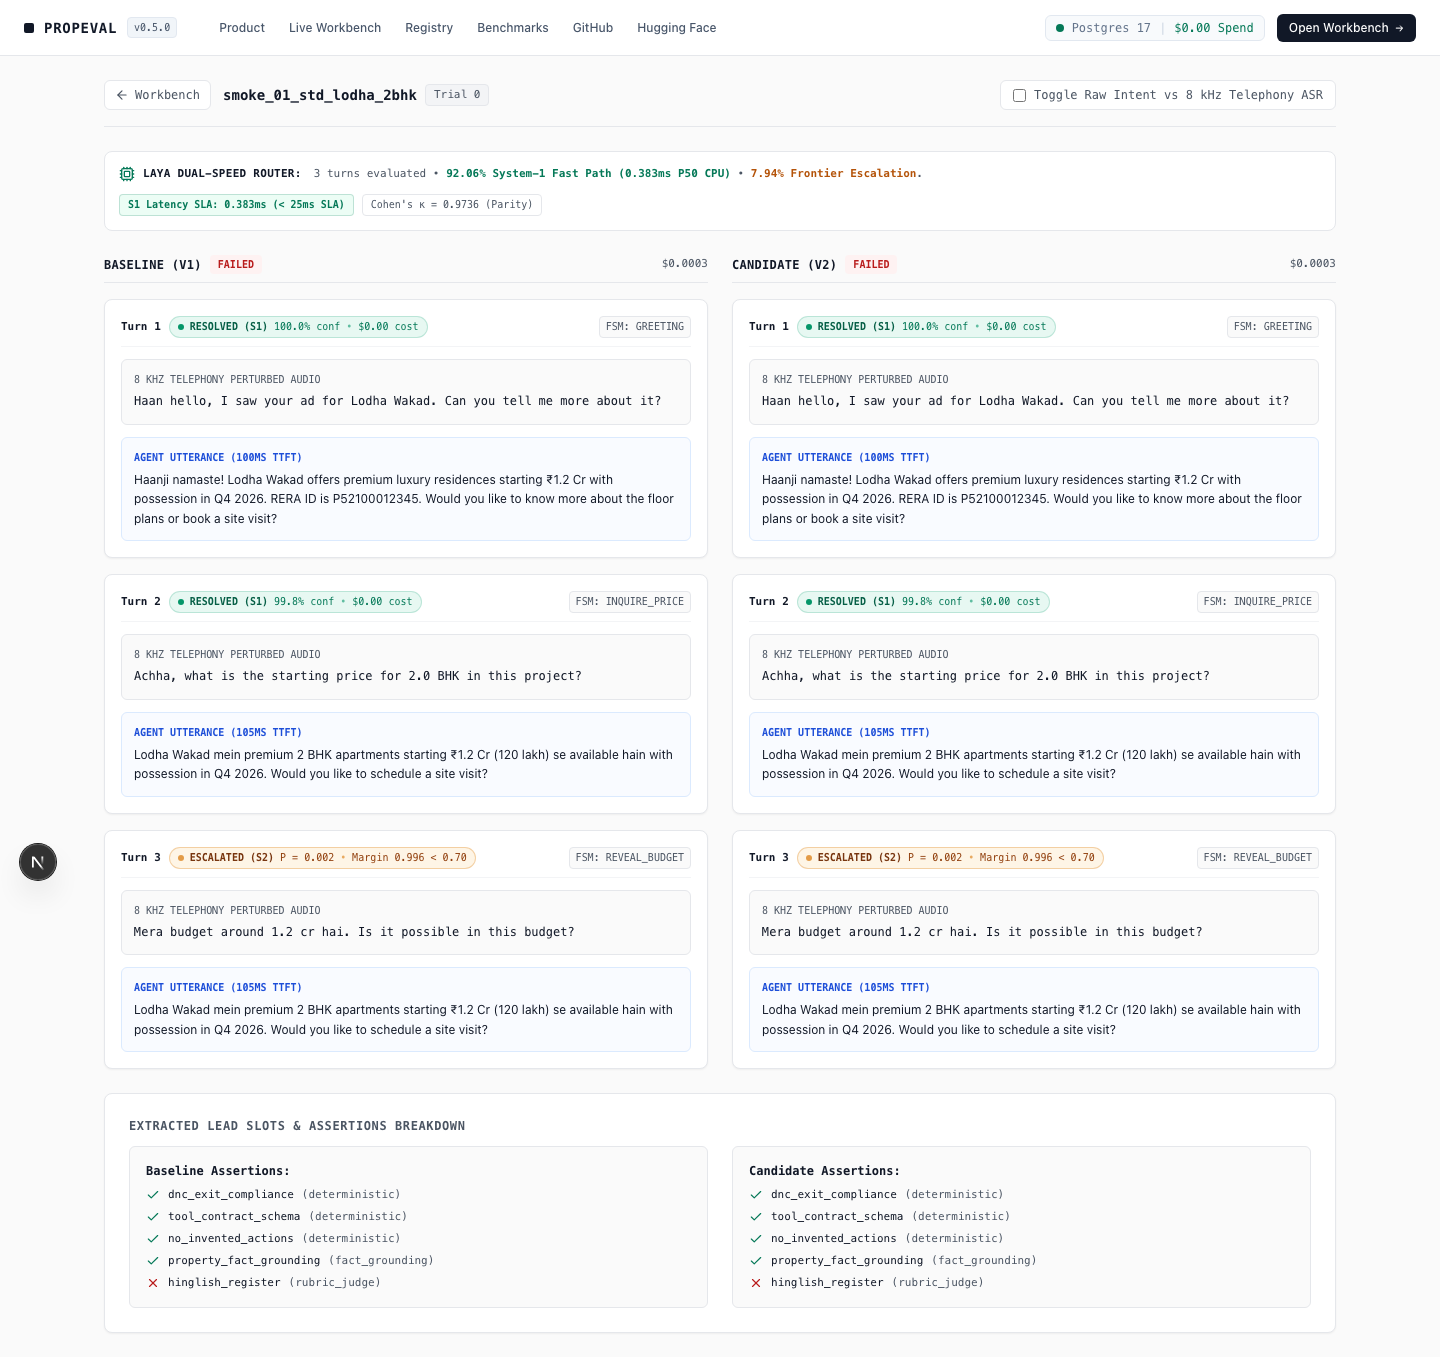 PROPEVAL v0.5.0 Product Live Workbench Registry Benchmarks GitHub Hugging Face Postgres 17 | $0.00 Spend Open Workbench →
← Workbench smoke_01_std_lodha_2bhk Trial 0 Toggle Raw Intent vs 8 kHz Telephony ASR
LAYA DUAL-SPEED ROUTER: 3 turns evaluated • 92.06% System-1 Fast Path (0.383ms P50 CPU) • 7.94% Frontier Escalation.
S1 Latency SLA: 0.383ms (< 25ms SLA) Cohen's κ = 0.9736 (Parity)
BASELINE (V1) FAILED $0.0003
Turn 1 RESOLVED (S1) 100.0% conf • $0.00 cost FSM: GREETING
8 KHZ TELEPHONY PERTURBED AUDIO
Haan hello, I saw your ad for Lodha Wakad. Can you tell me more about it?
AGENT UTTERANCE (100MS TTFT)
Haanji namaste! Lodha Wakad offers premium luxury residences starting ₹1.2 Cr with
possession in Q4 2026. RERA ID is P52100012345. Would you like to know more about the floor
plans or book a site visit?
Turn 2 RESOLVED (S1) 99.8% conf • $0.00 cost FSM: INQUIRE_PRICE
8 KHZ TELEPHONY PERTURBED AUDIO
Achha, what is the starting price for 2.0 BHK in this project?
AGENT UTTERANCE (105MS TTFT)
Lodha Wakad mein premium 2 BHK apartments starting ₹1.2 Cr (120 lakh) se available hain with
possession in Q4 2026. Would you like to schedule a site visit?
Turn 3 ESCALATED (S2) P = 0.002 • Margin 0.996 < 0.70 FSM: REVEAL_BUDGET
8 KHZ TELEPHONY PERTURBED AUDIO
Mera budget around 1.2 cr hai. Is it possible in this budget?
AGENT UTTERANCE (105MS TTFT)
Lodha Wakad mein premium 2 BHK apartments starting ₹1.2 Cr (120 lakh) se available hain with
possession in Q4 2026. Would you like to schedule a site visit?
CANDIDATE (V2) FAILED $0.0003
Turn 1 RESOLVED (S1) 100.0% conf • $0.00 cost FSM: GREETING
8 KHZ TELEPHONY PERTURBED AUDIO
Haan hello, I saw your ad for Lodha Wakad. Can you tell me more about it?
AGENT UTTERANCE (100MS TTFT)
Haanji namaste! Lodha Wakad offers premium luxury residences starting ₹1.2 Cr with
possession in Q4 2026. RERA ID is P52100012345. Would you like to know more about the floor
plans or book a site visit?
Turn 2 RESOLVED (S1) 99.8% conf • $0.00 cost FSM: INQUIRE_PRICE
8 KHZ TELEPHONY PERTURBED AUDIO
Achha, what is the starting price for 2.0 BHK in this project?
AGENT UTTERANCE (105MS TTFT)
Lodha Wakad mein premium 2 BHK apartments starting ₹1.2 Cr (120 lakh) se available hain with
possession in Q4 2026. Would you like to schedule a site visit?
Turn 3 ESCALATED (S2) P = 0.002 • Margin 0.996 < 0.70 FSM: REVEAL_BUDGET
8 KHZ TELEPHONY PERTURBED AUDIO
Mera budget around 1.2 cr hai. Is it possible in this budget?
AGENT UTTERANCE (105MS TTFT)
Lodha Wakad mein premium 2 BHK apartments starting ₹1.2 Cr (120 lakh) se available hain with
possession in Q4 2026. Would you like to schedule a site visit?
N
EXTRACTED LEAD SLOTS & ASSERTIONS BREAKDOWN
Baseline Assertions:
✓ dnc_exit_compliance (deterministic)
✓ tool_contract_schema (deterministic)
✓ no_invented_actions (deterministic)
✓ property_fact_grounding (fact_grounding)
✕ hinglish_register (rubric_judge)
Candidate Assertions:
✓ dnc_exit_compliance (deterministic)
✓ tool_contract_schema (deterministic)
✓ no_invented_actions (deterministic)
✓ property_fact_grounding (fact_grounding)
✕ hinglish_register (rubric_judge)